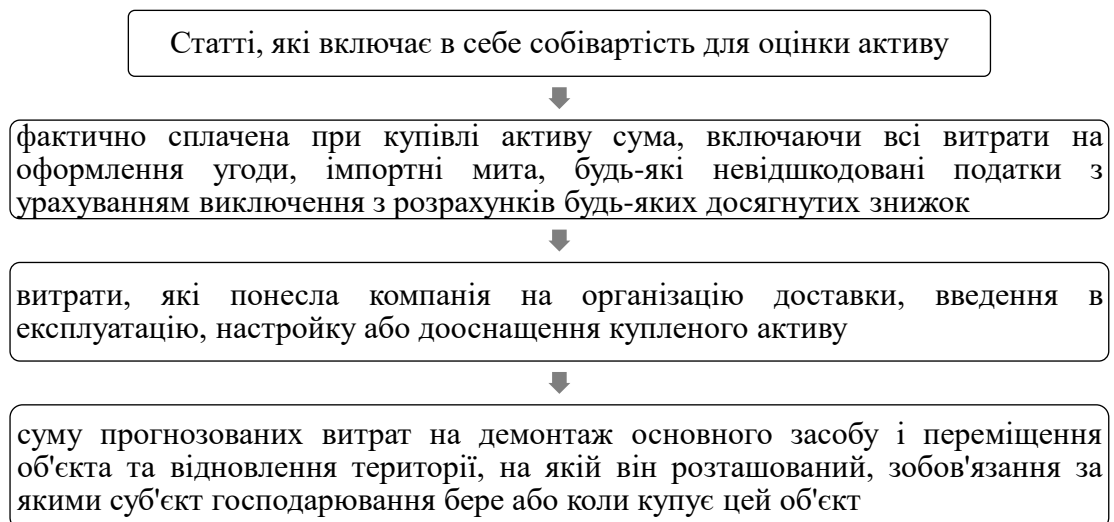 Статті, які включає в себе собівартість для оцінки активу
фактично сплачена при купівлі активу сума, включаючи всі витрати на
оформлення угоди, імпортні мита, будь-які невідшкодовані податки з
урахуванням виключення з розрахунків будь-яких досягнутих знижок
витрати, які понесла компанія на організацію доставки, введення в
експлуатацію, настройку або дооснащення купленого активу
суму прогнозованих витрат на демонтаж основного засобу і переміщення
об'єкта та відновлення території, на якій він розташований, зобов'язання за
якими суб'єкт господарювання бере або коли купує цей об'єкт